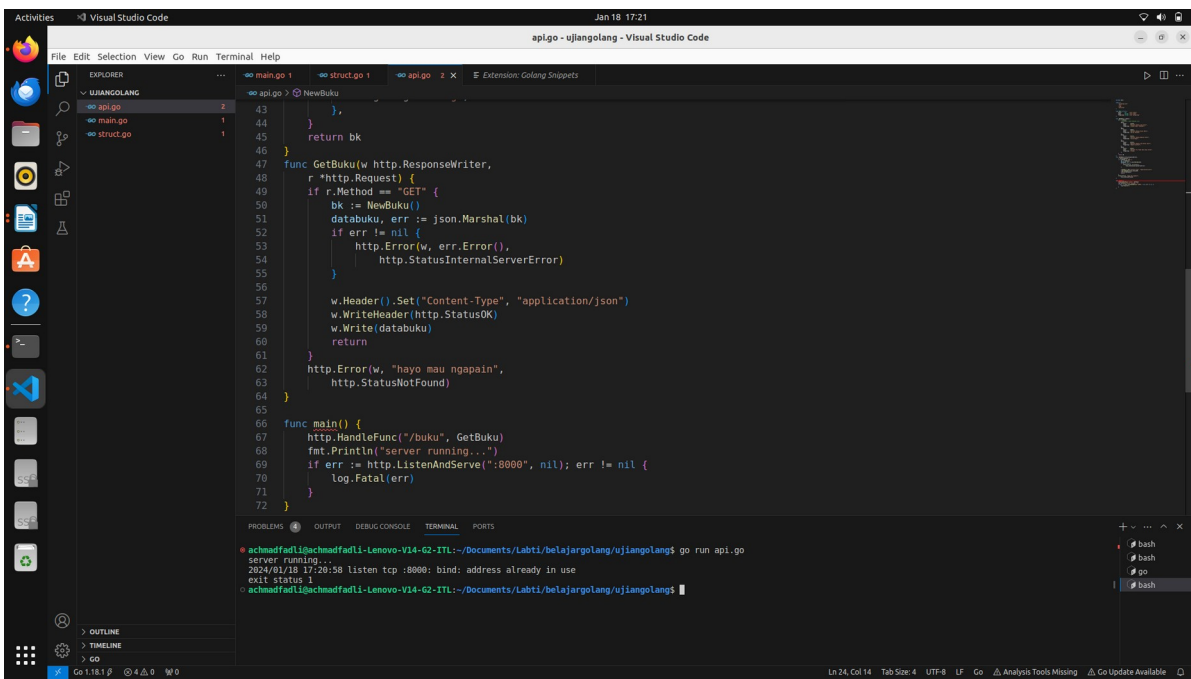 Activities
Visual Studio Code
Jan 18 17:21
api.go - ujiangolang - Visual Studio Code
File Edit Selection View Go Run Terminal Help
EXPLORER
UJIANGOLANG
api.go 2
main.go 1
struct.go 1
OUTLINE
TIMELINE
GO
main.go 1 struct.go 1 api.go 2 Extension: Golang Snippets
api.go > NewBuku
43 },
44 }
45 return bk
46 }
47 func GetBuku(w http.ResponseWriter,
48 r *http.Request) {
49 if r.Method == "GET" {
50 bk := NewBuku()
51 databuku, err := json.Marshal(bk)
52 if err != nil {
53 http.Error(w, err.Error(),
54 http.StatusInternalServerError)
55 }
56
57 w.Header().Set("Content-Type", "application/json")
58 w.WriteHeader(http.StatusOK)
59 w.Write(databuku)
60 return
61 }
62 http.Error(w, "hayo mau ngapain",
63 http.StatusNotFound)
64 }
65
66 func main() {
67 http.HandleFunc("/buku", GetBuku)
68 fmt.Println("server running...")
69 if err := http.ListenAndServe(":8000", nil); err != nil {
70 log.Fatal(err)
71 }
72 }
PROBLEMS 4 OUTPUT DEBUG CONSOLE TERMINAL PORTS
achmadfadli@achmadfadli-Lenovo-V14-G2-ITL:~/Documents/Labti/belajargolang/ujiangolang$ go run api.go
server running...
2024/01/18 17:20:58 listen tcp :8000: bind: address already in use
exit status 1
achmadfadli@achmadfadli-Lenovo-V14-G2-ITL:~/Documents/Labti/belajargolang/ujiangolang$
bash
bash
go
bash
Go 1.18.1 4 0 0
Ln 24, Col 14 Tab Size: 4 UTF-8 LF Go Analysis Tools Missing Go Update Available